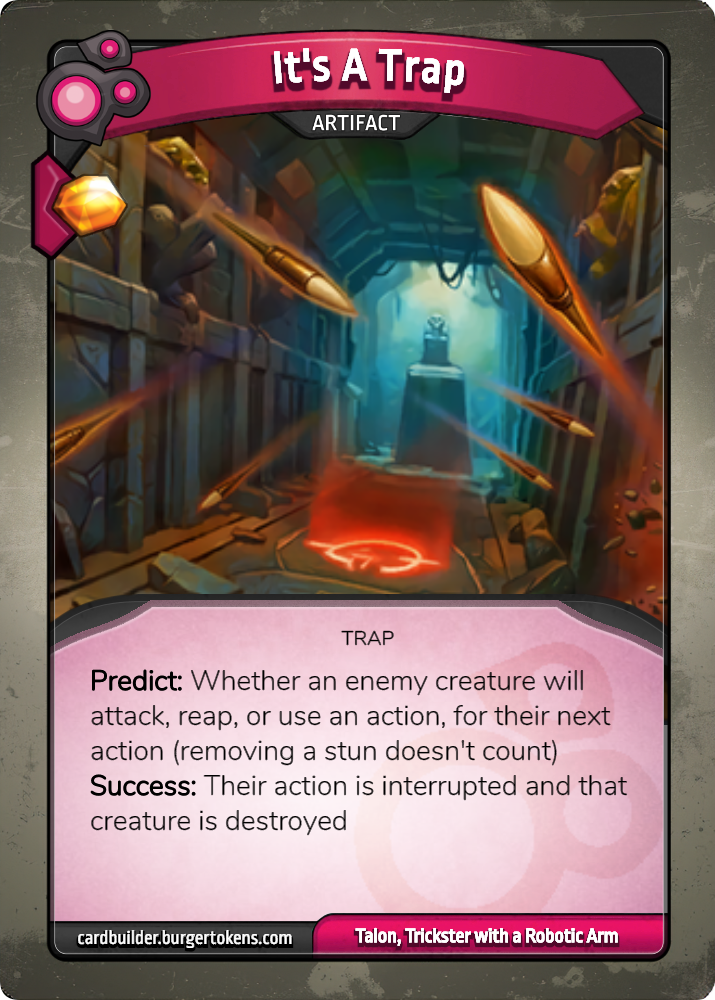 It's A Trap
ARTIFACT
TRAP
Predict: Whether an enemy creature will
attack, reap, or use an action, for their next
action (removing a stun doesn't count)
Success: Their action is interrupted and that
creature is destroyed
cardbuilder.burgertokens.com
Talon, Trickster with a Robotic Arm